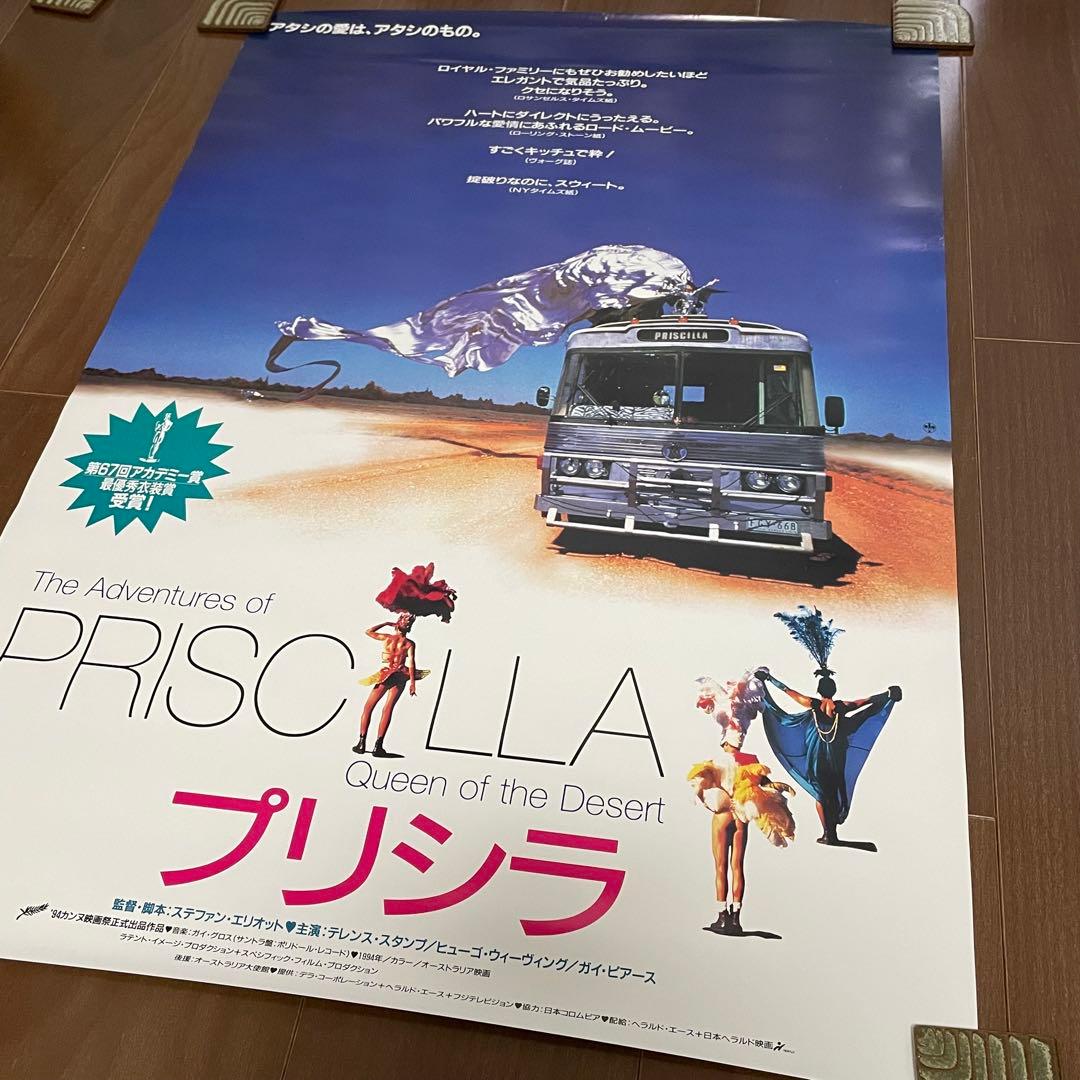 アタシの愛は、アタシのもの。
ロイヤル・ファミリーにもぜひお勧めしたいほど
エレガントで気品たっぷり。
クセになりそう。
(ロサンゼルス・タイムズ紙)
ハートにダイレクトにうったえる。
パワフルな愛情にあふれるロード・ムービー。
(ローリング・ストーン紙)
すごくキッチュで粋！
(ヴォーグ誌)
掟破りなのに、スウィート。
(NYタイムズ紙)
PRISCILLA
第67回アカデミー賞
最優秀衣装賞
受賞！
The Adventures of
PRISCILLA
Queen of the Desert
プリシラ
監督・脚本：ステファン・エリオット♥主演：テレンス・スタンプ/ヒューゴ・ウィーヴィング/ガイ・ピアース
'94カンヌ映画祭正式出品作品♥音楽：ガイ・グロス(サントラ盤：ポリドール・レコード)♥1994年/カラー/オーストラリア映画
ラテント・イメージ・プロダクション+スペシフィック・フィルム・プロダクション
後援：オーストラリア大使館♥提供：デラ・コーポレーション+ヘラルド・エース+フジテレビジョン♥協力：日本コロムビア♥配給：ヘラルド・エース+日本ヘラルド映画